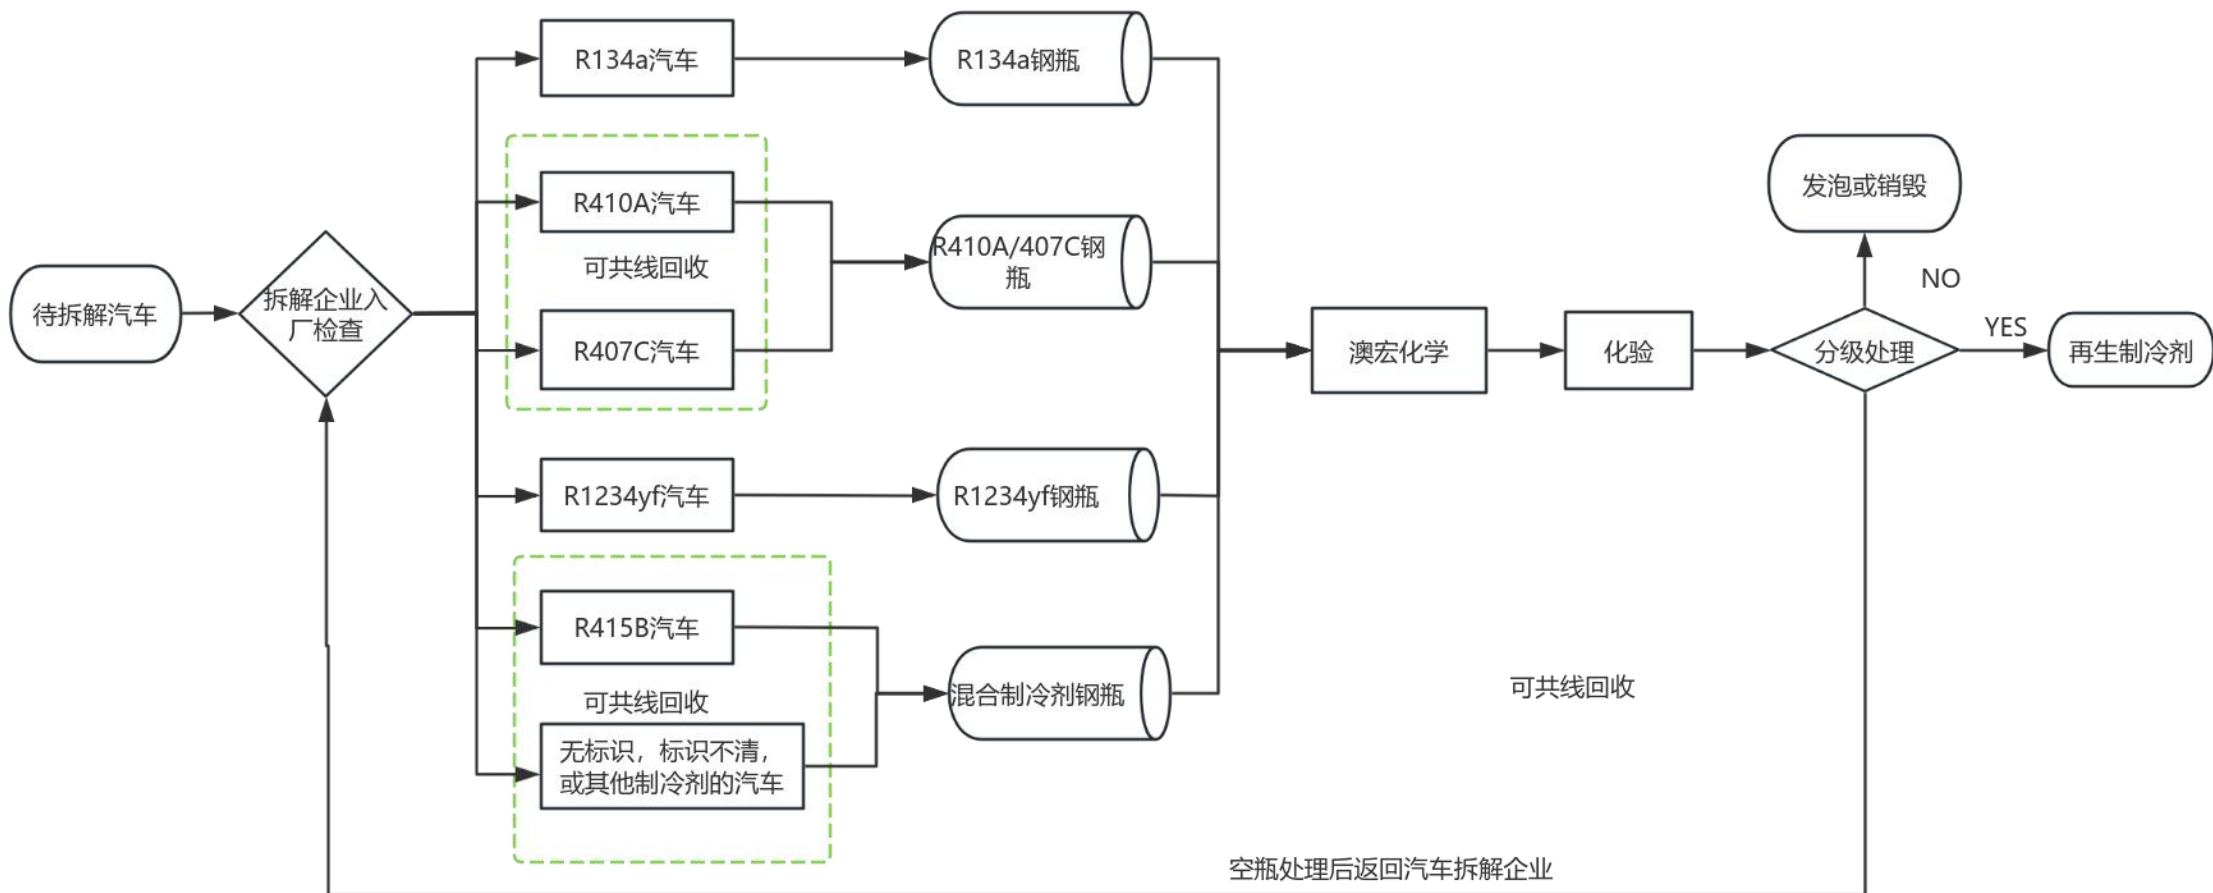 待拆解汽车
拆解企业入
厂检查
R134a汽车
R410A汽车
可共线回收
R407C汽车
R1234yf汽车
R415B汽车
可共线回收
无标识，标识不清，
或其他制冷剂的汽车
R134a钢瓶
R410A/407C钢
瓶
R1234yf钢瓶
混合制冷剂钢瓶
澳宏化学
化验
分级处理
NO
发泡或销毁
YES
再生制冷剂
可共线回收
空瓶处理后返回汽车拆解企业